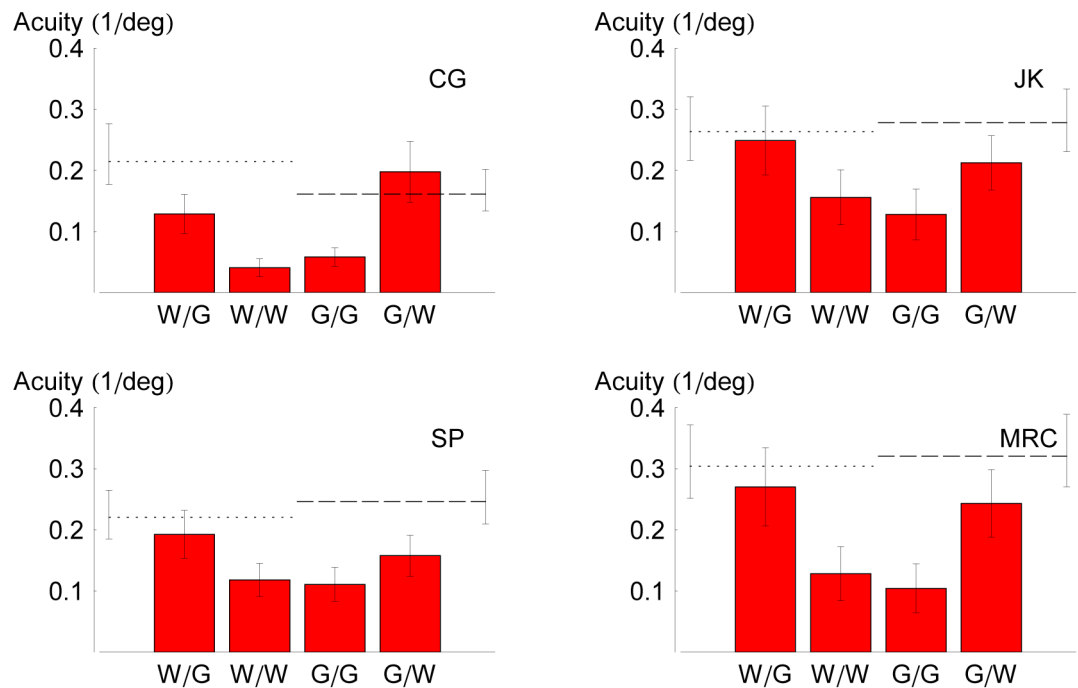 Acuity (1/deg)
0.4
0.3
0.2
0.1
CG
W/G W/W G/G G/W
Acuity (1/deg)
0.4
0.3
0.2
0.1
JK
W/G W/W G/G G/W
Acuity (1/deg)
0.4
0.3
0.2
0.1
SP
W/G W/W G/G G/W
Acuity (1/deg)
0.4
0.3
0.2
0.1
MRC
W/G W/W G/G G/W